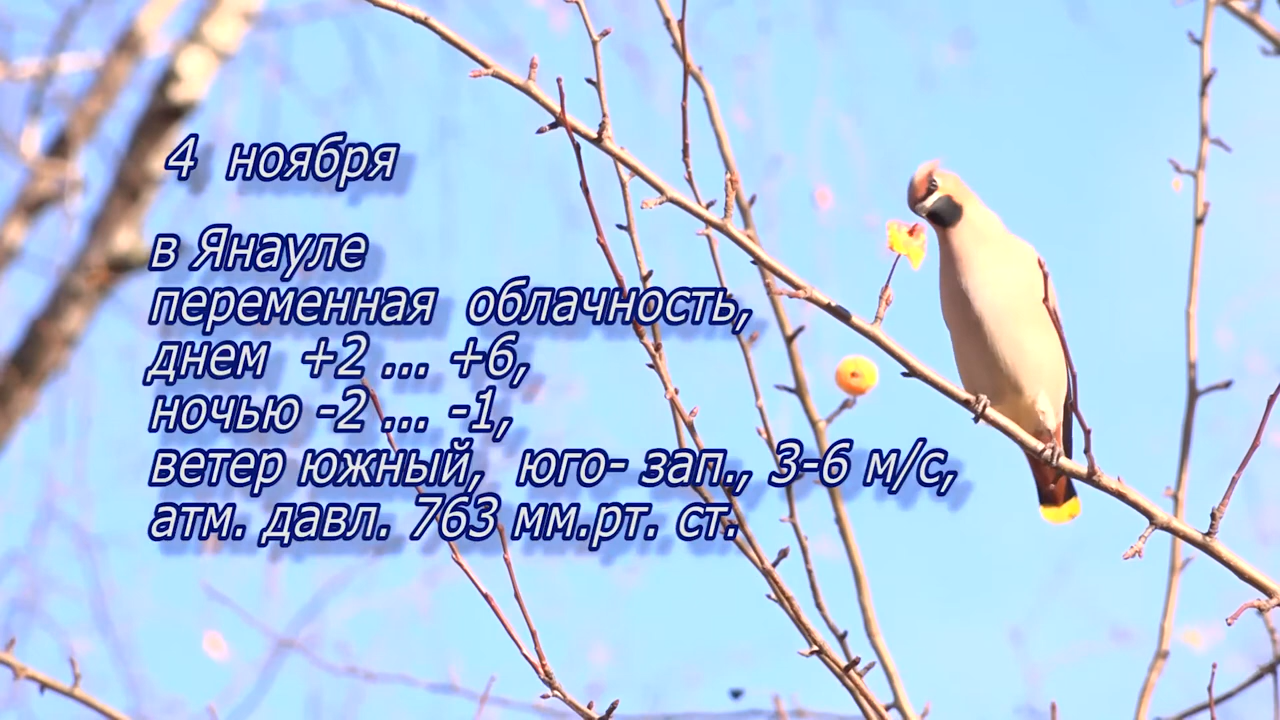 4 ноября
в Янауле
переменная облачность,
днем +2 ... +6,
ночью -2 ... -1,
ветер южный, юго- зап., 3-6 м/с,
атм. давл. 763 мм.рт. ст.